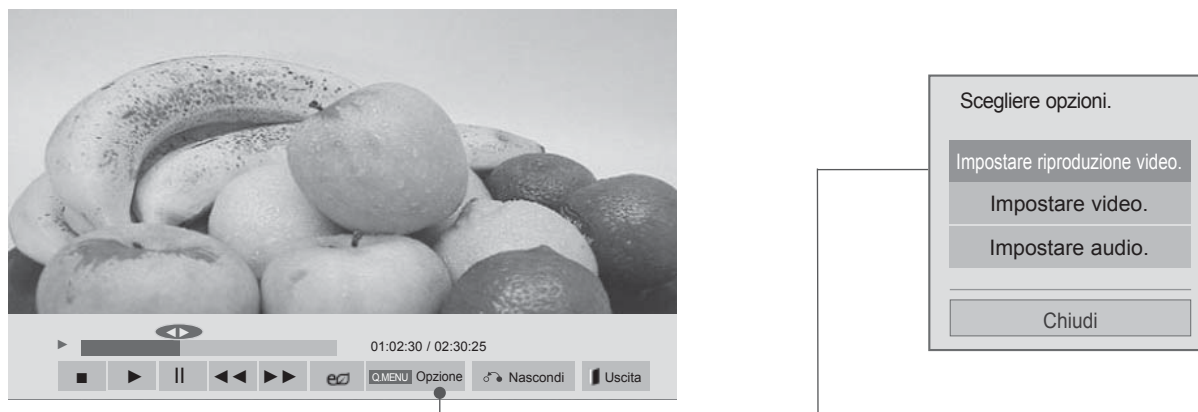 01:02:30 / 02:30:25
Q.MENU Opzione
Nascondi
Uscita
Scegliere opzioni.
Impostare riproduzione video.
Impostare video.
Impostare audio.
Chiudi